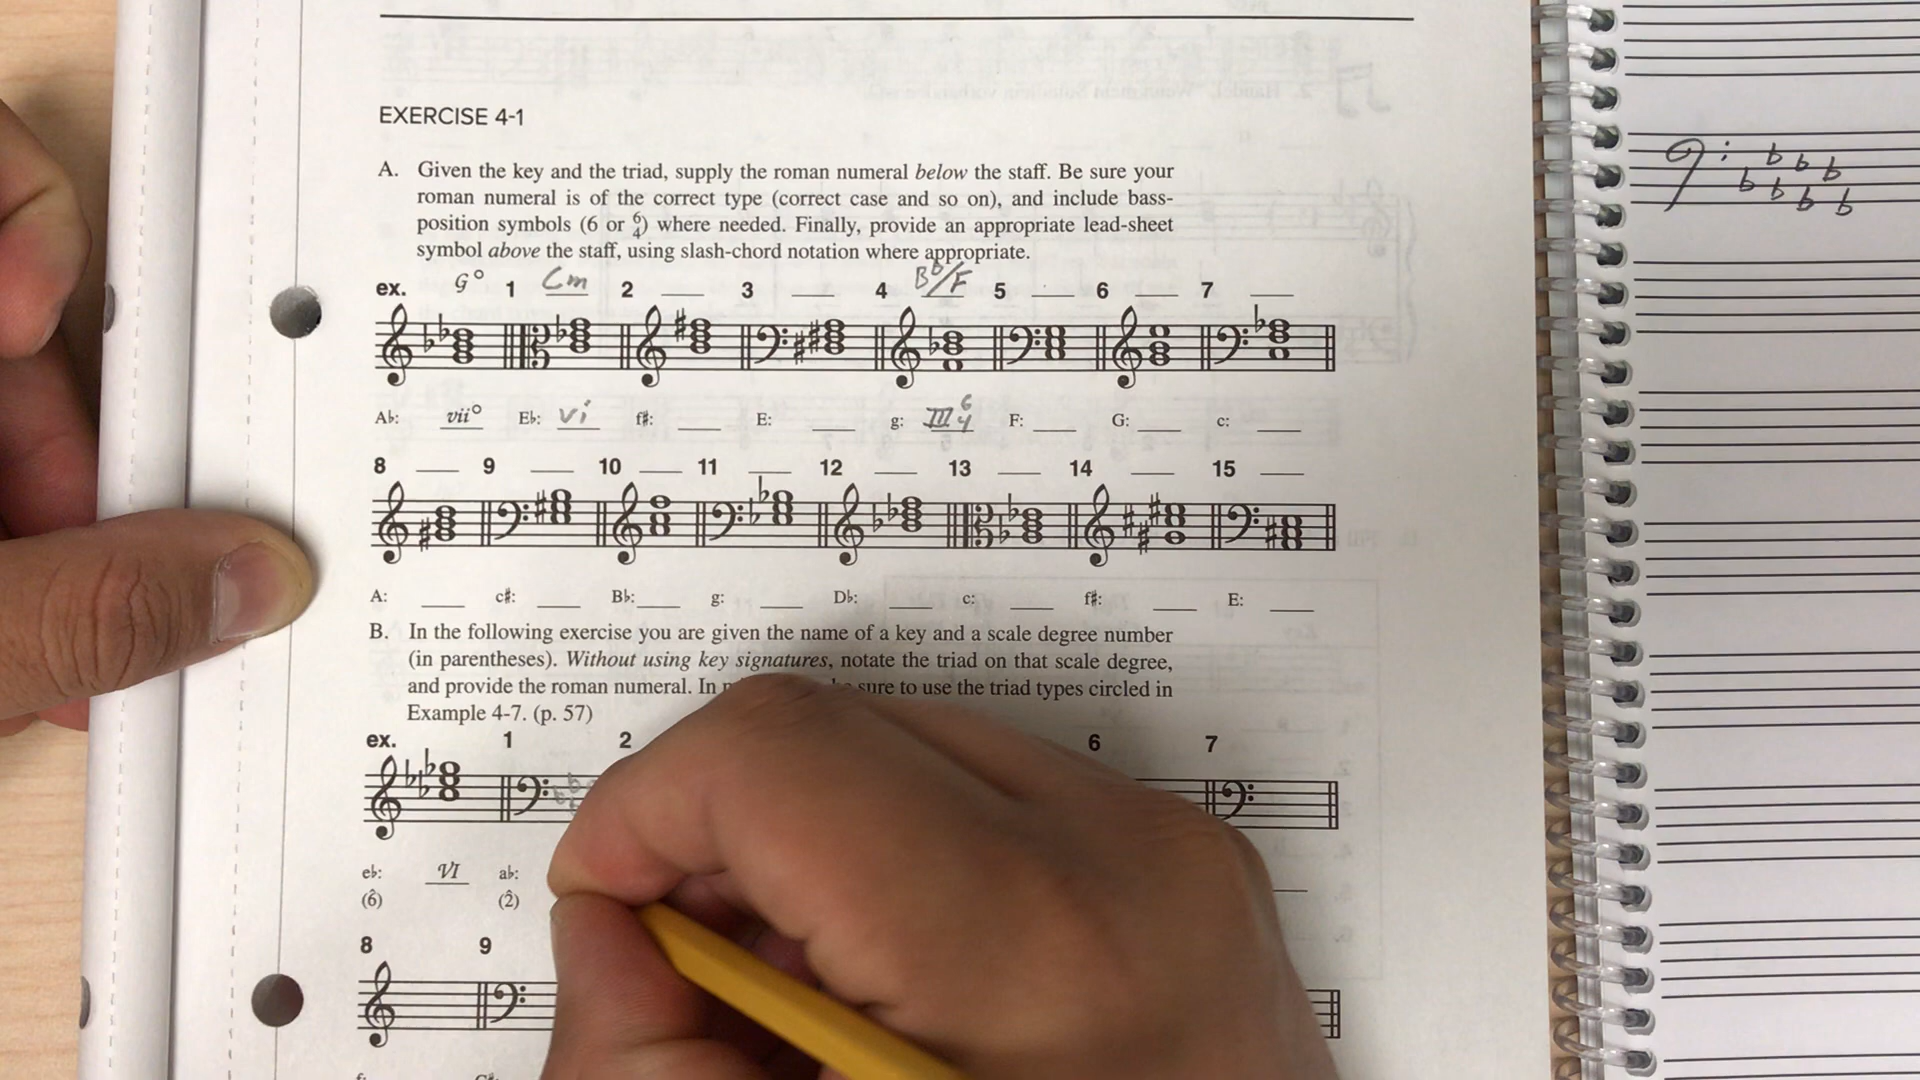 EXERCISE 4-1
A. Given the key and the triad, supply the roman numeral below the staff. Be sure your
roman numeral is of the correct type (correct case and so on), and include bass-
position symbols (6 or 6/4) where needed. Finally, provide an appropriate lead-sheet
symbol above the staff, using slash-chord notation where appropriate.
ex. G° 1 Cm 2 3 4 B♭/F 5 6 7
A♭: vii° E♭: vi f♯: E: g: III 6/4 F: G: c:
8 9 10 11 12 13 14 15
A: c♯: B♭: g: D♭: c: f♯: E:
B. In the following exercise you are given the name of a key and a scale degree number
(in parentheses). Without using key signatures, notate the triad on that scale degree,
and provide the roman numeral. In sure to use the triad types circled in
Example 4-7. (p. 57)
ex. 1 2 6 7
e♭: VI a♭:
(6̂) (2̂)
8 9